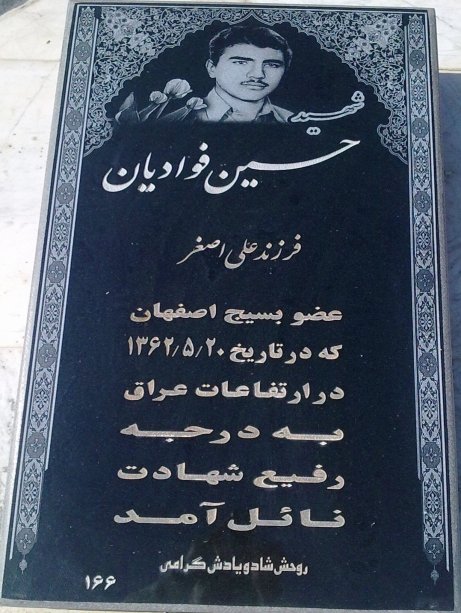 شهید
حسین فوادیان
فرزند علی اصغر
عضو بسیج اصفهان
که در تاریخ ۱۳۶۲/۵/۲۰
در ارتفاعات عراق
به درجه
رفیع شهادت
نائل آمد
روحش شاد و یادش گرامی
۱۶۶